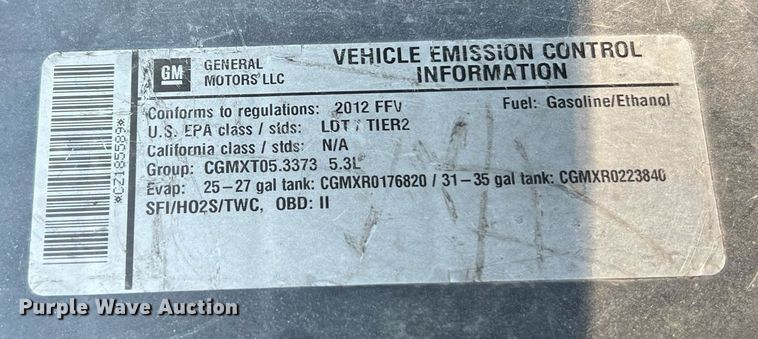 GM
GENERAL
MOTORS LLC
VEHICLE EMISSION CONTROL
INFORMATION
Conforms to regulations: 2012 FFV
Fuel: Gasoline/Ethanol
U.S. EPA class / stds: LDT / TIER2
California class / stds: N/A
Group: CGMXT05.3373 5.3L
Evap: 25-27 gal tank: CGMXR0176820 / 31-35 gal tank: CGMXR0223840
SFI/HO2S/TWC, OBD: II
*CZ185589*
Purple Wave Auction